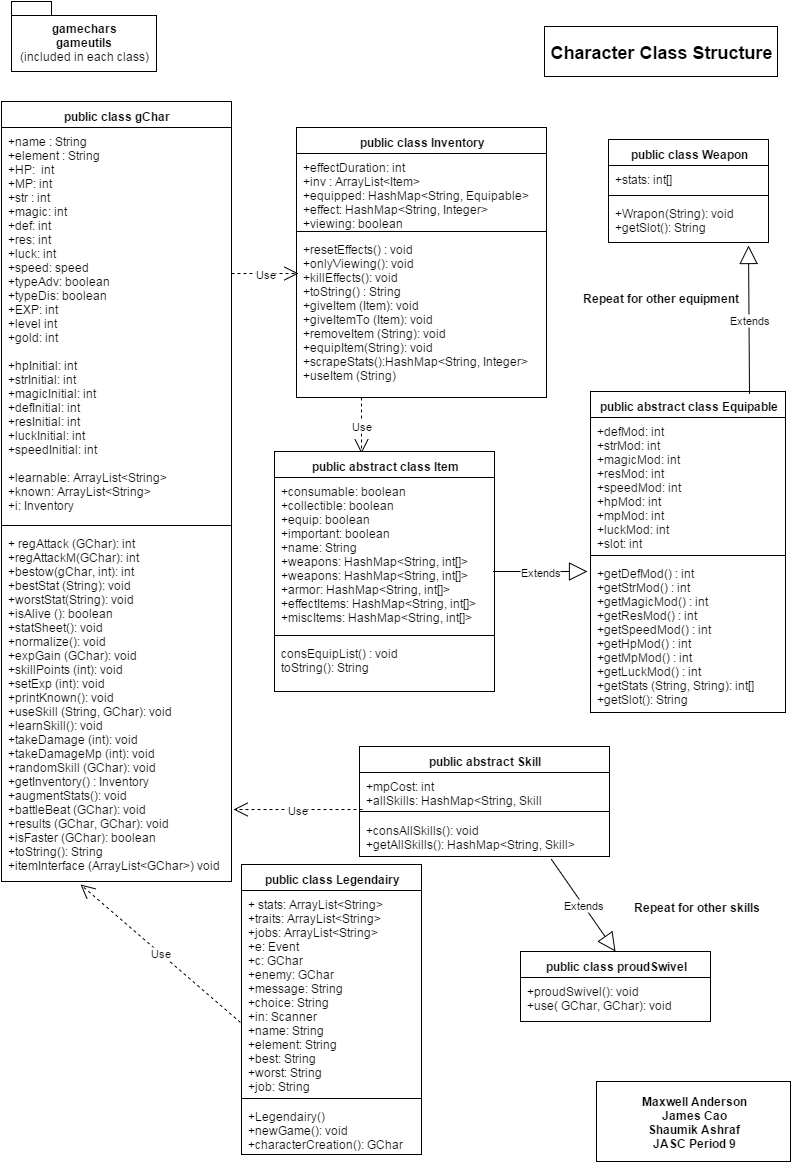 gamechars
gameutils
(included in each class)
Character Class Structure
public class gChar
+name : String
+element : String
+HP:  int
+MP: int
+str : int
+magic: int
+def: int
+res: int
+luck: int
+speed: speed
+typeAdv: boolean
+typeDis: boolean
+EXP: int
+level int
+gold: int
+hpInitial: int
+strInitial: int
+magicInitial: int
+defInitial: int
+resInitial: int
+luckInitial: int
+speedInitial: int
+learnable: ArrayList<String>
+known: ArrayList<String>
+i: Inventory
+ regAttack (GChar): int
+regAttackM(GChar): int
+bestow(gChar, int): int
+bestStat (String): void
+worstStat(String): void
+isAlive (): boolean
+statSheet(): void
+normalize(): void
+expGain (GChar): void
+skillPoints (int): void
+setExp (int): void
+printKnown(): void
+useSkill (String, GChar): void
+learnSkill(): void
+takeDamage (int): void
+takeDamageMp (int): void
+randomSkill (GChar): void
+getInventory() : Inventory
+augmentStats(): void
+battleBeat (GChar): void
+results (GChar, GChar): void
+isFaster (GChar): boolean
+toString(): String
+itemInterface (ArrayList<GChar>) void
Use
public class Inventory
+effectDuration: int
+inv : ArrayList<Item>
+equipped: HashMap<String, Equipable>
+effect: HashMap<String, Integer>
+viewing: boolean
+resetEffects() : void
+onlyViewing(): void
+killEffects(): void
+toString() : String
+giveItem (Item): void
+giveItemTo (Item): void
+removeItem (String): void
+equipItem(String): void
+scrapeStats():HashMap<String, Integer>
+useItem (String)
Use
public class Weapon
+stats: int[]
+Wrapon(String): void
+getSlot(): String
Repeat for other equipment
Extends
public abstract class Item
+consumable: boolean
+collectible: boolean
+equip: boolean
+important: boolean
+name: String
+weapons: HashMap<String, int[]>
+weapons: HashMap<String, int[]>
+armor: HashMap<String, int[]>
+effectItems: HashMap<String, int[]>
+miscItems: HashMap<String, int[]>
consEquipList() : void
toString(): String
Extends
public abstract class Equipable
+defMod: int
+strMod: int
+magicMod: int
+resMod: int
+speedMod: int
+hpMod: int
+mpMod: int
+luckMod: int
+slot: int
+getDefMod() : int
+getStrMod() : int
+getMagicMod() : int
+getResMod() : int
+getSpeedMod() : int
+getHpMod() : int
+getMpMod() : int
+getLuckMod() : int
+getStats (String, String): int[]
+getSlot(): String
public abstract Skill
+mpCost: int
+allSkills: HashMap<String, Skill
+consAllSkills(): void
+getAllSkills(): HashMap<String, Skill>
Use
Extends
Repeat for other skills
public class proudSwivel
+proudSwivel(): void
+use( GChar, GChar): void
public class Legendairy
+ stats: ArrayList<String>
+traits: ArrayList<String>
+jobs: ArrayList<String>
+e: Event
+c: GChar
+enemy: GChar
+message: String
+choice: String
+in: Scanner
+name: String
+element: String
+best: String
+worst: String
+job: String
+Legendairy()
+newGame(): void
+characterCreation(): GChar
Use
Maxwell Anderson
James Cao
Shaumik Ashraf
JASC Period 9